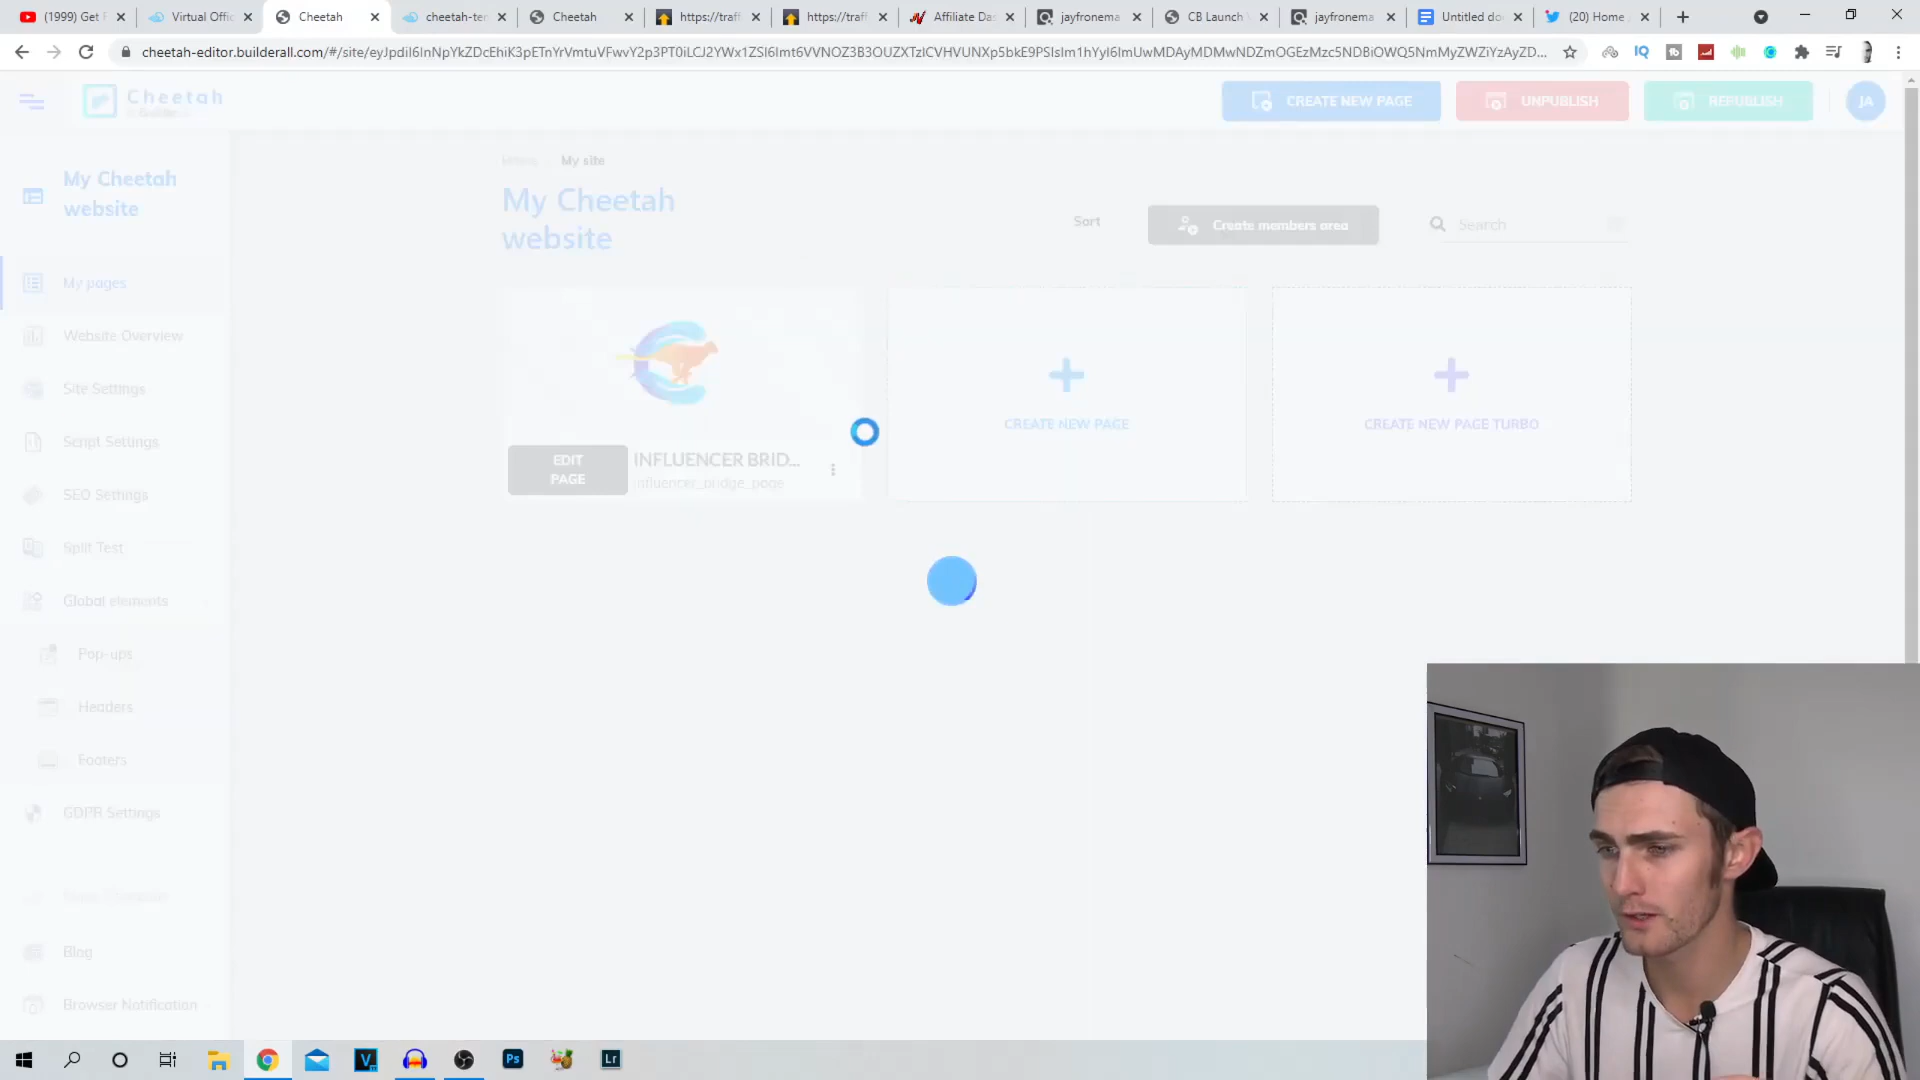 (1999) Get F
Virtual Offic
Cheetah
cheetah-ter
Cheetah
https://traff
https://traff
Affiliate Das
jayfronema
CB Launch
jayfronema
Untitled do
(20) Home
cheetah-editor.builderall.com/#/site/eyJpdiI6InNpYkZDcEhiK3pETnYrVmtuVFwvY2p3PT0iLCJ2YWx1ZSI6Imt6VVNOZ3B3OUZXTzlCVHVUNXp5bkE9PSIsIm1hYyI6ImUwMDAyMDMwNDZmOGEzMzc5NDBiOWQ5NmMyZWZiYzAyZD...
Cheetah
CREATE NEW PAGE
UNPUBLISH
REPUBLISH
JA
My Cheetah
website
My pages
Website Overview
Site Settings
Script Settings
SEO Settings
Split Test
Global elements
Pop-ups
Headers
Footers
GDPR Settings
Blog
Browser Notification
My site
My Cheetah
website
Sort
Create members area
Search
EDIT
PAGE
INFLUENCER BRID...
influencer_bridge_page
CREATE NEW PAGE
CREATE NEW PAGE TURBO
Ps
Lr